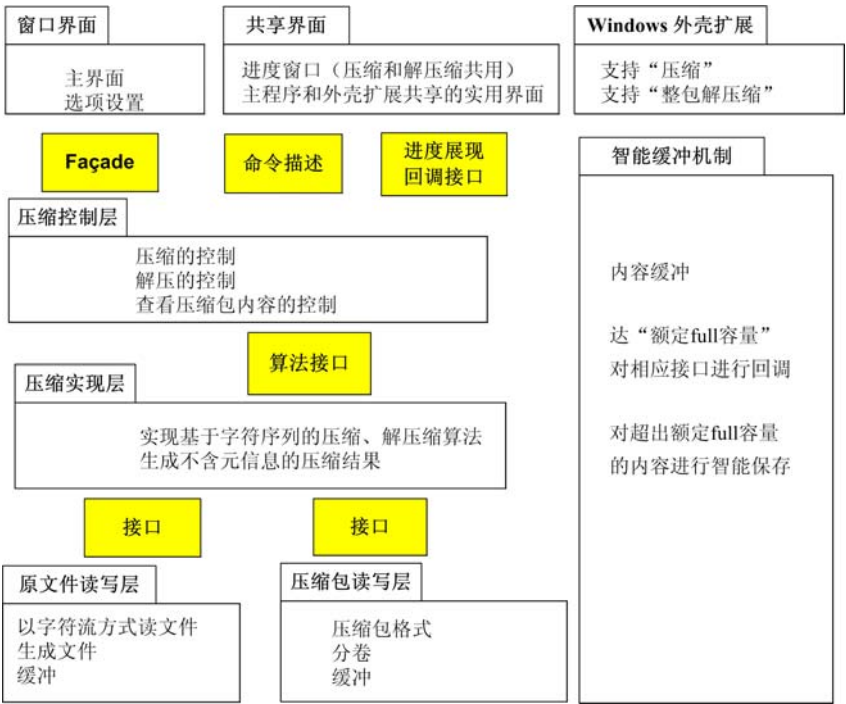 窗口界面
主界面
选项设置
共享界面
进度窗口（压缩和解压缩共用）
主程序和外壳扩展共享的实用界面
Windows 外壳扩展
支持“压缩”
支持“整包解压缩”
Façade
命令描述
进度展现
回调接口
压缩控制层
压缩的控制
解压的控制
查看压缩包内容的控制
算法接口
压缩实现层
实现基于字符序列的压缩、解压缩算法
生成不含元信息的压缩结果
接口
接口
原文件读写层
以字符流方式读文件
生成文件
缓冲
压缩包读写层
压缩包格式
分卷
缓冲
智能缓冲机制
内容缓冲
达“额定full容量”
对相应接口进行回调
对超出额定full容量
的内容进行智能保存